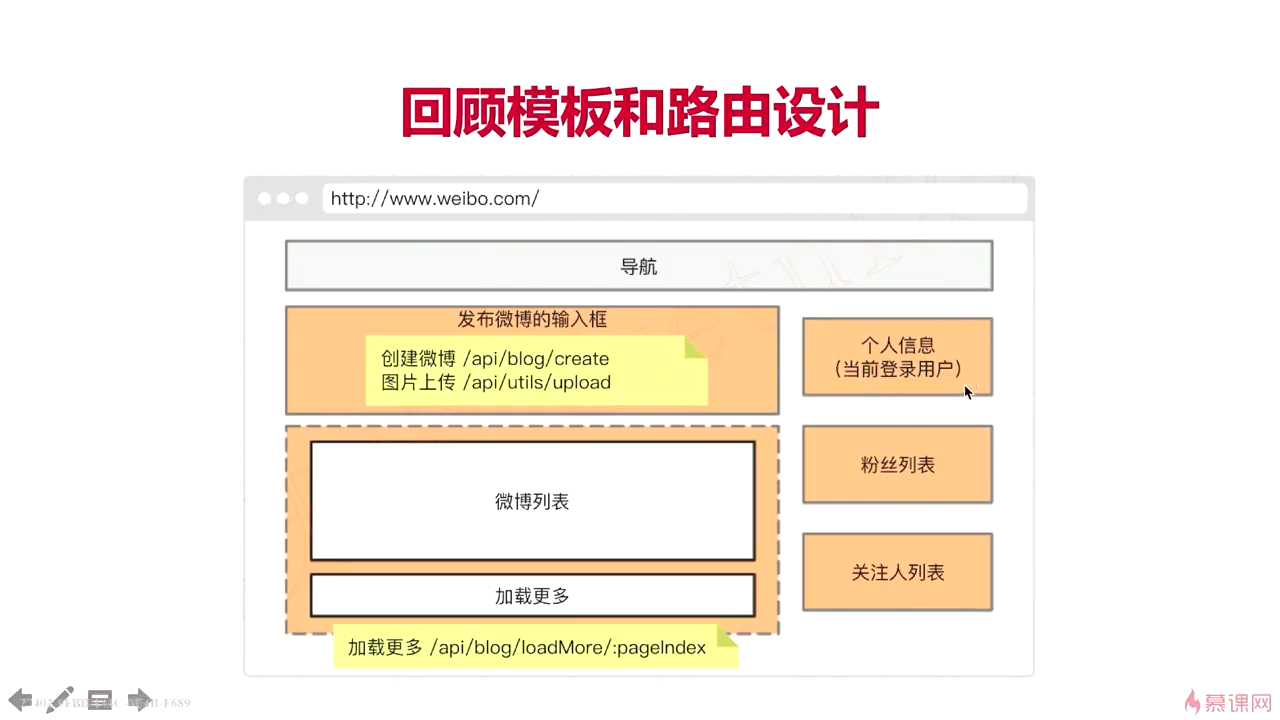 回顾模板和路由设计
http://www.weibo.com/
导航
发布微博的输入框
创建微博 /api/blog/create
图片上传 /api/utils/upload
个人信息
（当前登录用户）
微博列表
粉丝列表
加载更多
关注人列表
加载更多 /api/blog/loadMore/:pageIndex
慕课网